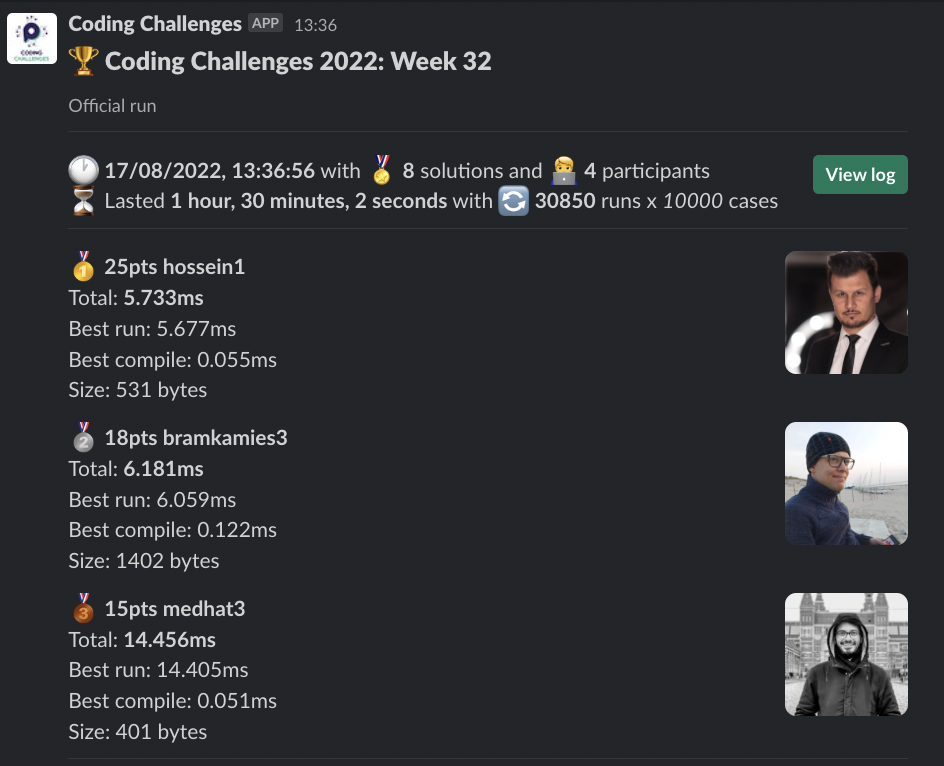 Coding Challenges APP 13:36
CODING
CHALLENGES
Coding Challenges 2022: Week 32
Official run
17/08/2022, 13:36:56 with 8 solutions and 4 participants
View log
Lasted 1 hour, 30 minutes, 2 seconds with 30850 runs x 10000 cases
1 25pts hossein1
Total: 5.733ms
Best run: 5.677ms
Best compile: 0.055ms
Size: 531 bytes
2 18pts bramkamies3
Total: 6.181ms
Best run: 6.059ms
Best compile: 0.122ms
Size: 1402 bytes
3 15pts medhat3
Total: 14.456ms
Best run: 14.405ms
Best compile: 0.051ms
Size: 401 bytes